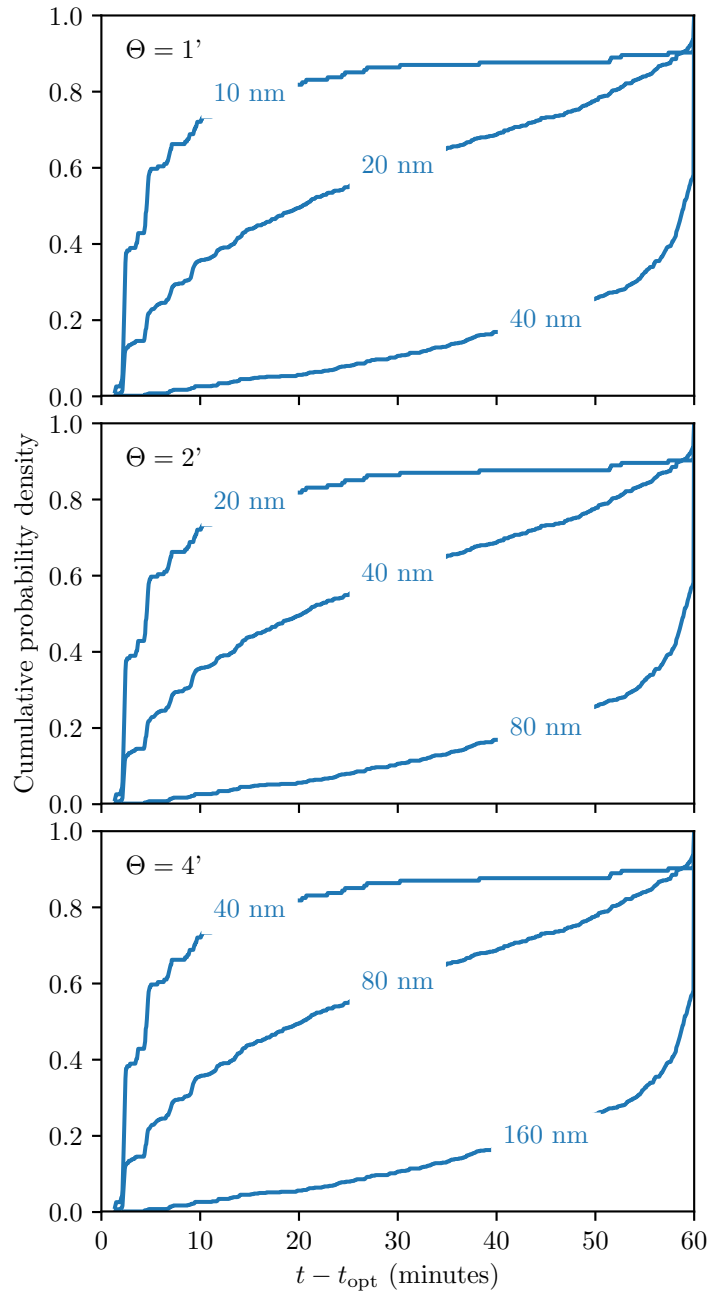 1.0
Θ = 1'
10 nm
0.8
20 nm
0.6
0.4
40 nm
0.2
0.0
1.0
Θ = 2'
20 nm
0.8
40 nm
0.6
0.4
80 nm
0.2
0.0
Cumulative probability density
1.0
Θ = 4'
40 nm
0.8
80 nm
0.6
0.4
160 nm
0.2
0.0
0 10 20 30 40 50 60
t − t_opt (minutes)